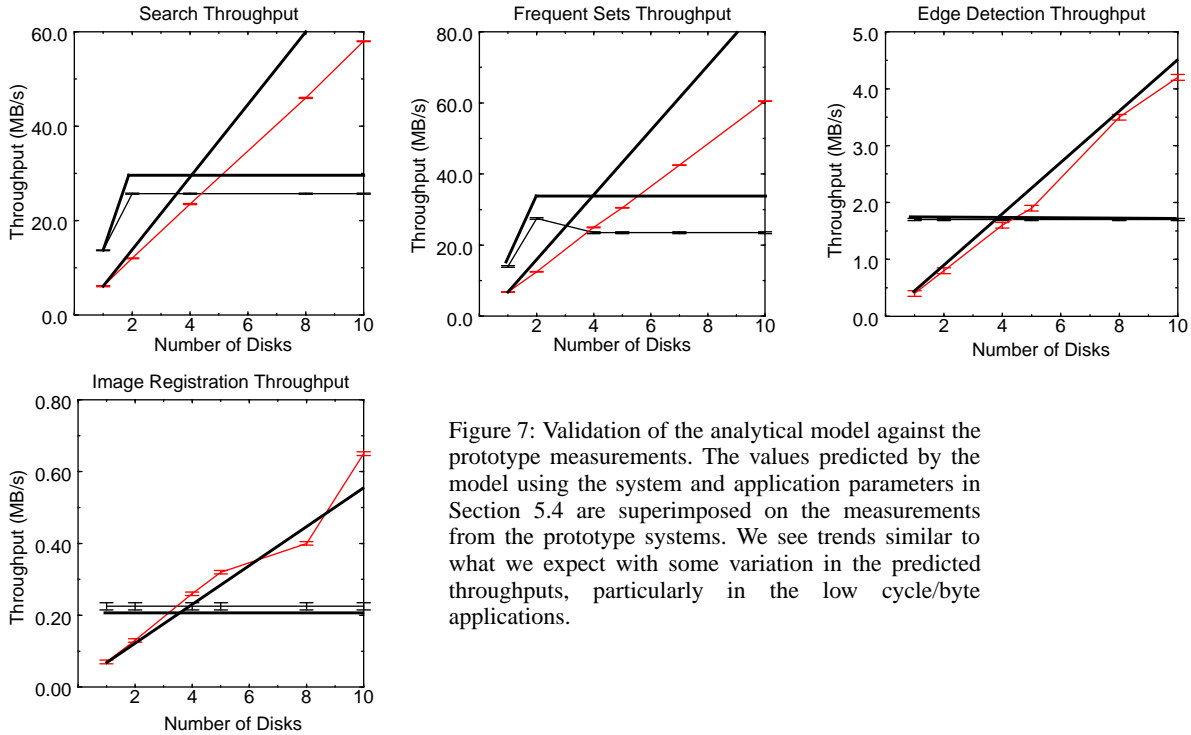 Search Throughput
60.0
40.0
20.0
0.0
Throughput (MB/s)
2 4 6 8 10
Number of Disks
Frequent Sets Throughput
80.0
60.0
40.0
20.0
0.0
Throughput (MB/s)
2 4 6 8 10
Number of Disks
Edge Detection Throughput
5.0
4.0
3.0
2.0
1.0
0.0
Throughput (MB/s)
2 4 6 8 10
Number of Disks
Image Registration Throughput
0.80
0.60
0.40
0.20
0.00
Throughput (MB/s)
2 4 6 8 10
Number of Disks
Figure 7: Validation of the analytical model against the
prototype measurements. The values predicted by the
model using the system and application parameters in
Section 5.4 are superimposed on the measurements
from the prototype systems. We see trends similar to
what we expect with some variation in the predicted
throughputs, particularly in the low cycle/byte
applications.